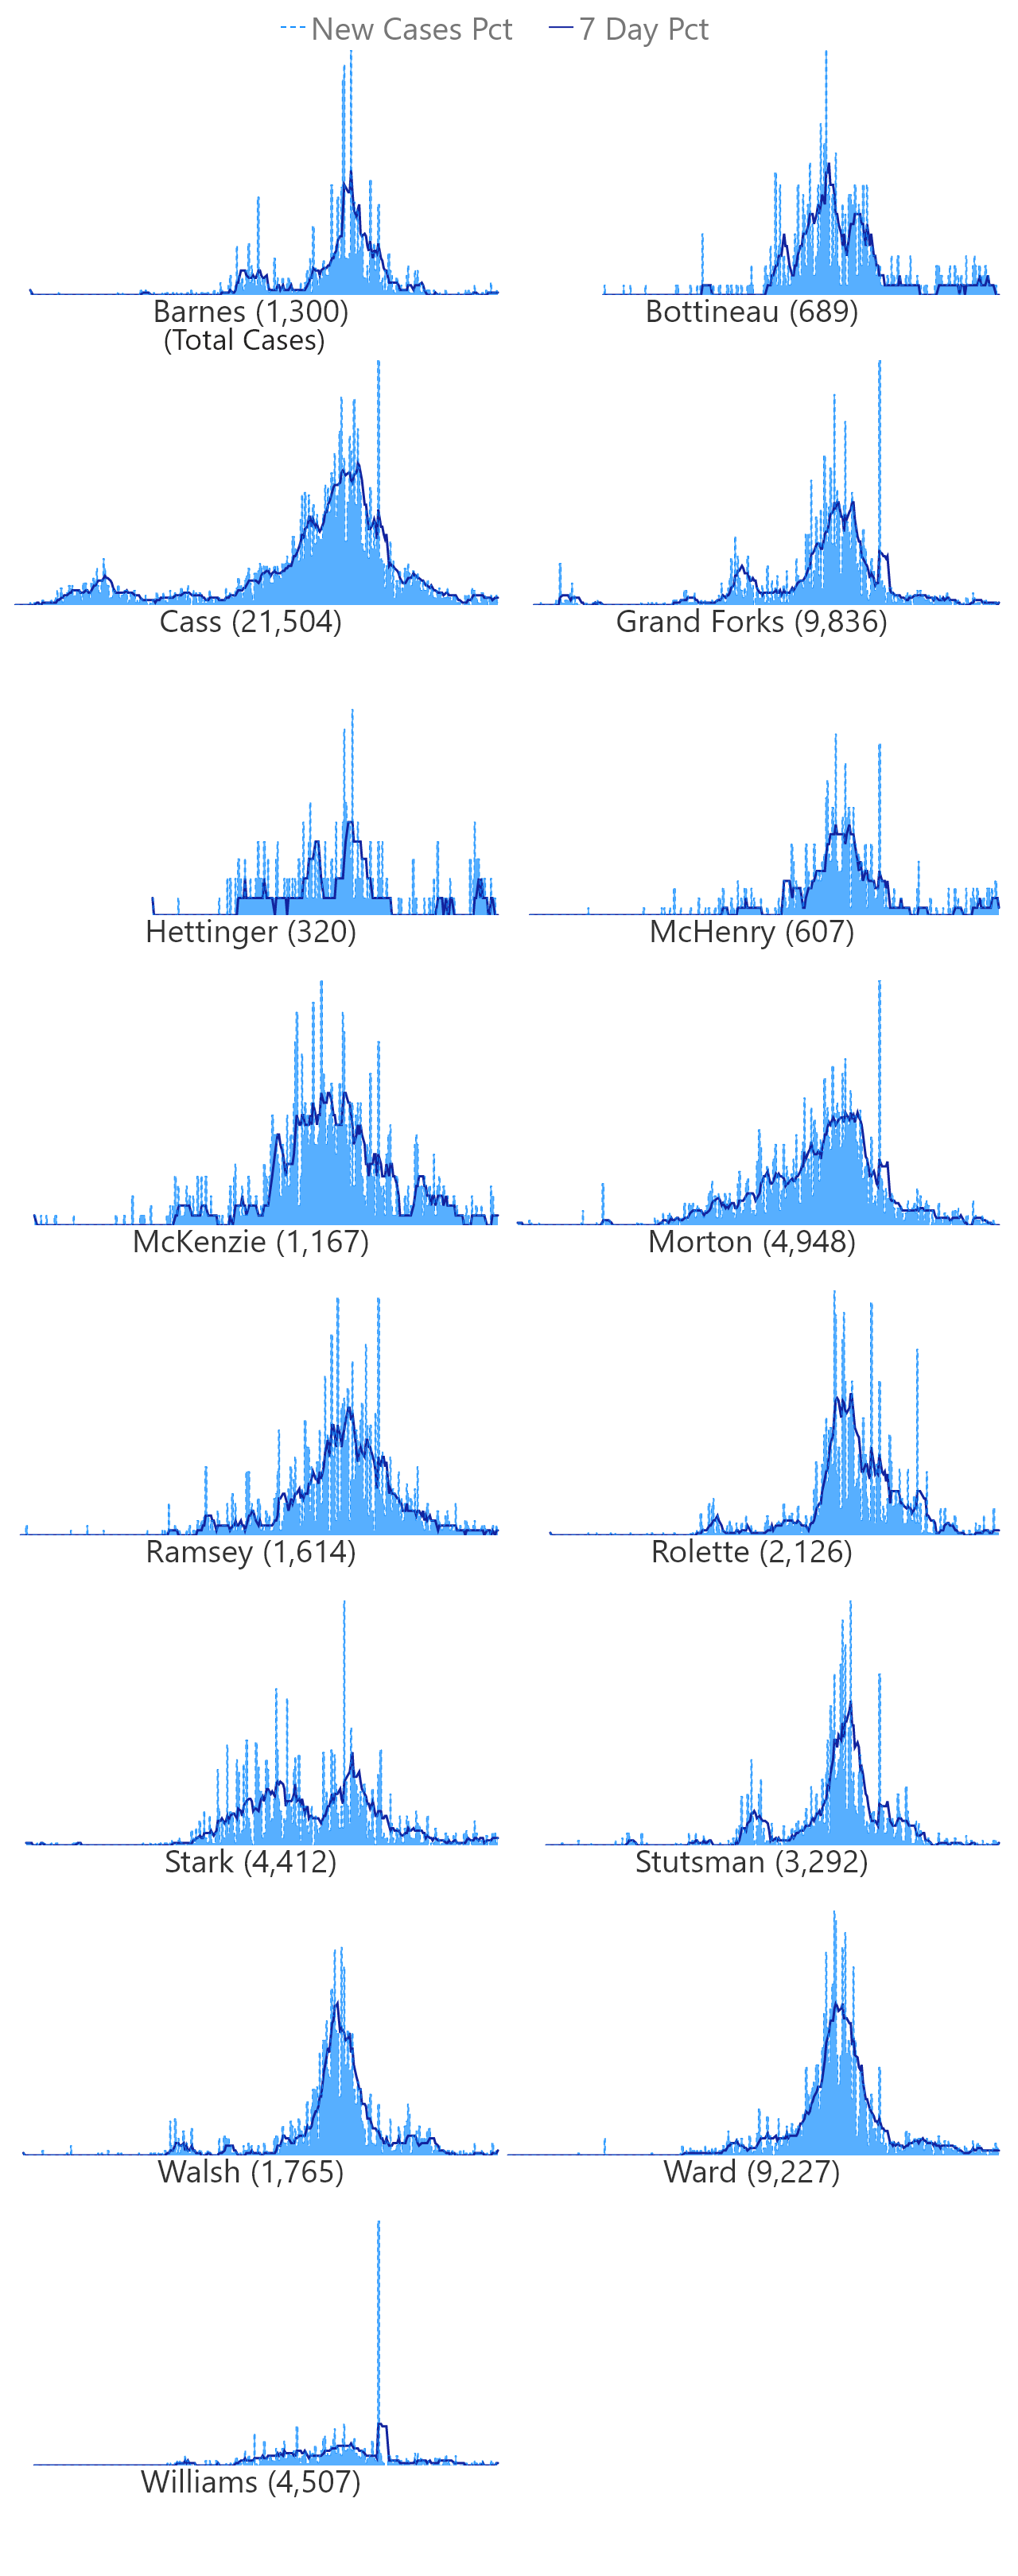 New Cases Pct 7 Day Pct
Barnes (1,300) Bottineau (689)
(Total Cases)
Cass (21,504) Grand Forks (9,836)
Hettinger (320) McHenry (607)
McKenzie (1,167) Morton (4,948)
Ramsey (1,614) Rolette (2,126)
Stark (4,412) Stutsman (3,292)
Walsh (1,765) Ward (9,227)
Williams (4,507)